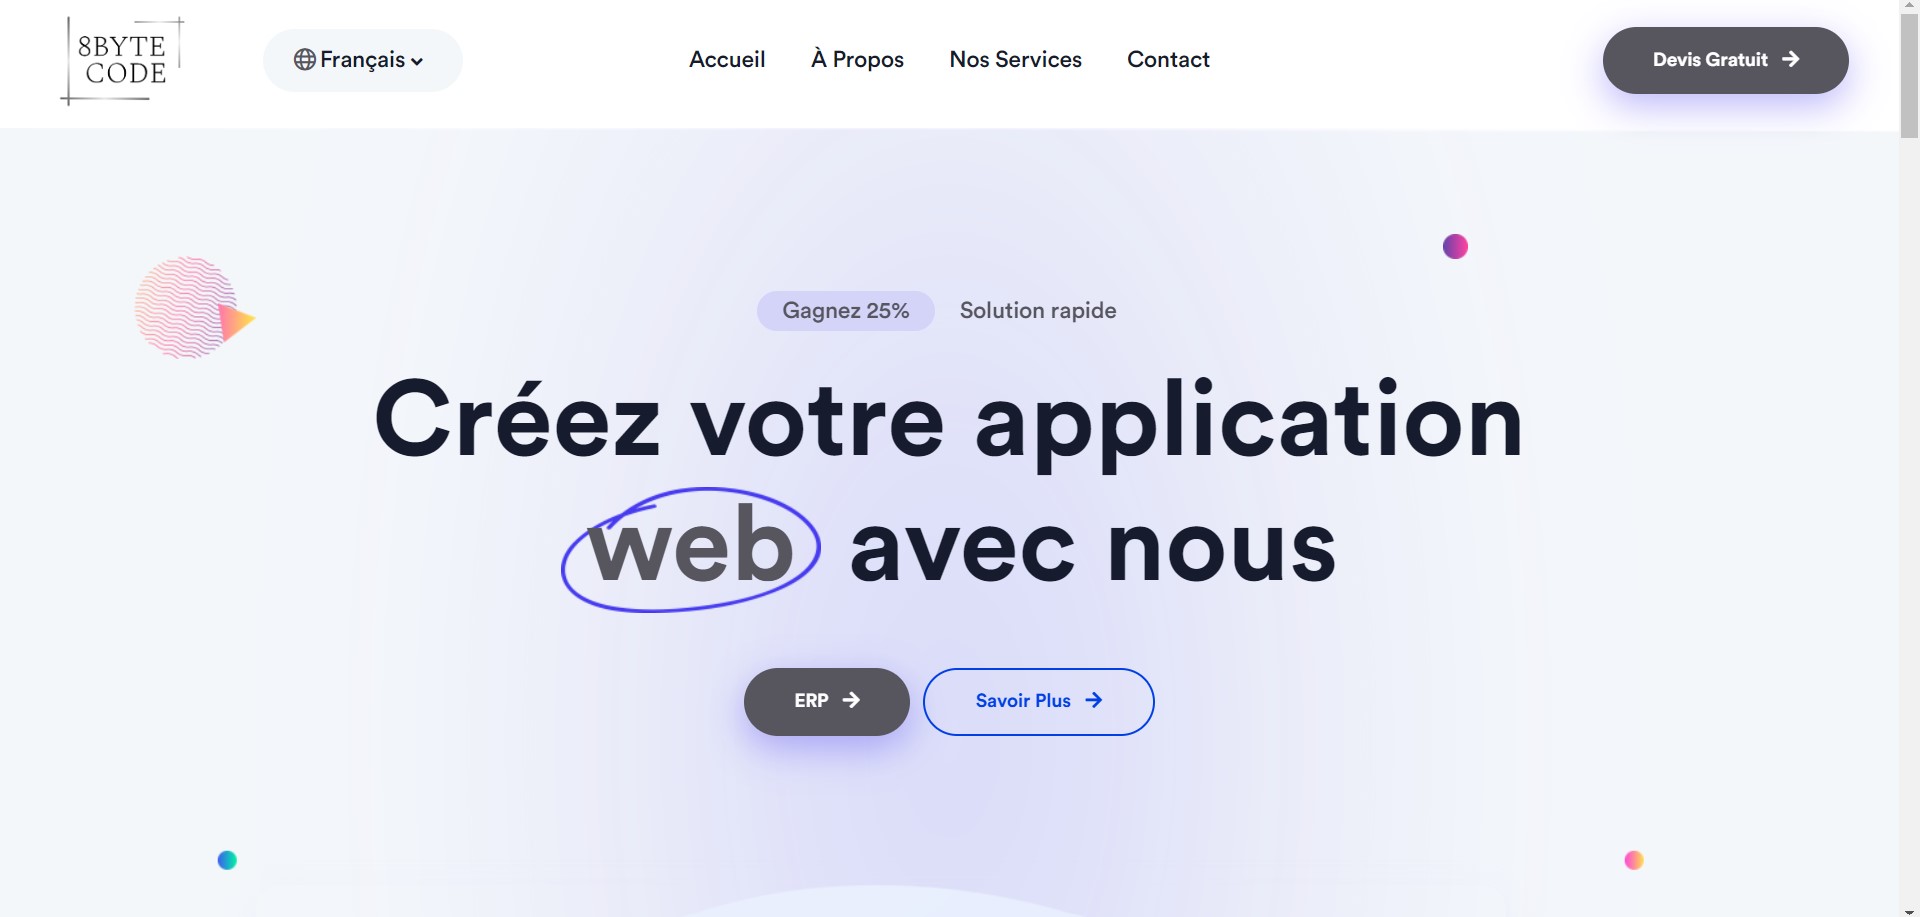 8BYTE
CODE
Français
Accueil
À Propos
Nos Services
Contact
Devis Gratuit
Gagnez 25%
Solution rapide
Créez votre application
web avec nous
ERP
Savoir Plus